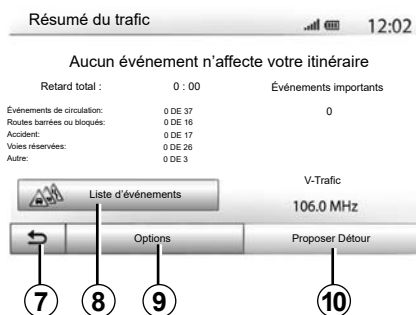 Résumé du trafic
12:02
Aucun événement n'affecte votre itinéraire
Retard total :
0 : 00
Événements importants
0
Événements de circulation:
0 DE 37
Routes barrées ou bloqués:
0 DE 16
Accident:
0 DE 17
Voies réservées:
0 DE 26
Autre:
0 DE 3
Liste d'événements
V-Trafic
106.0 MHz
Options
Proposer Détour
7
8
9
10